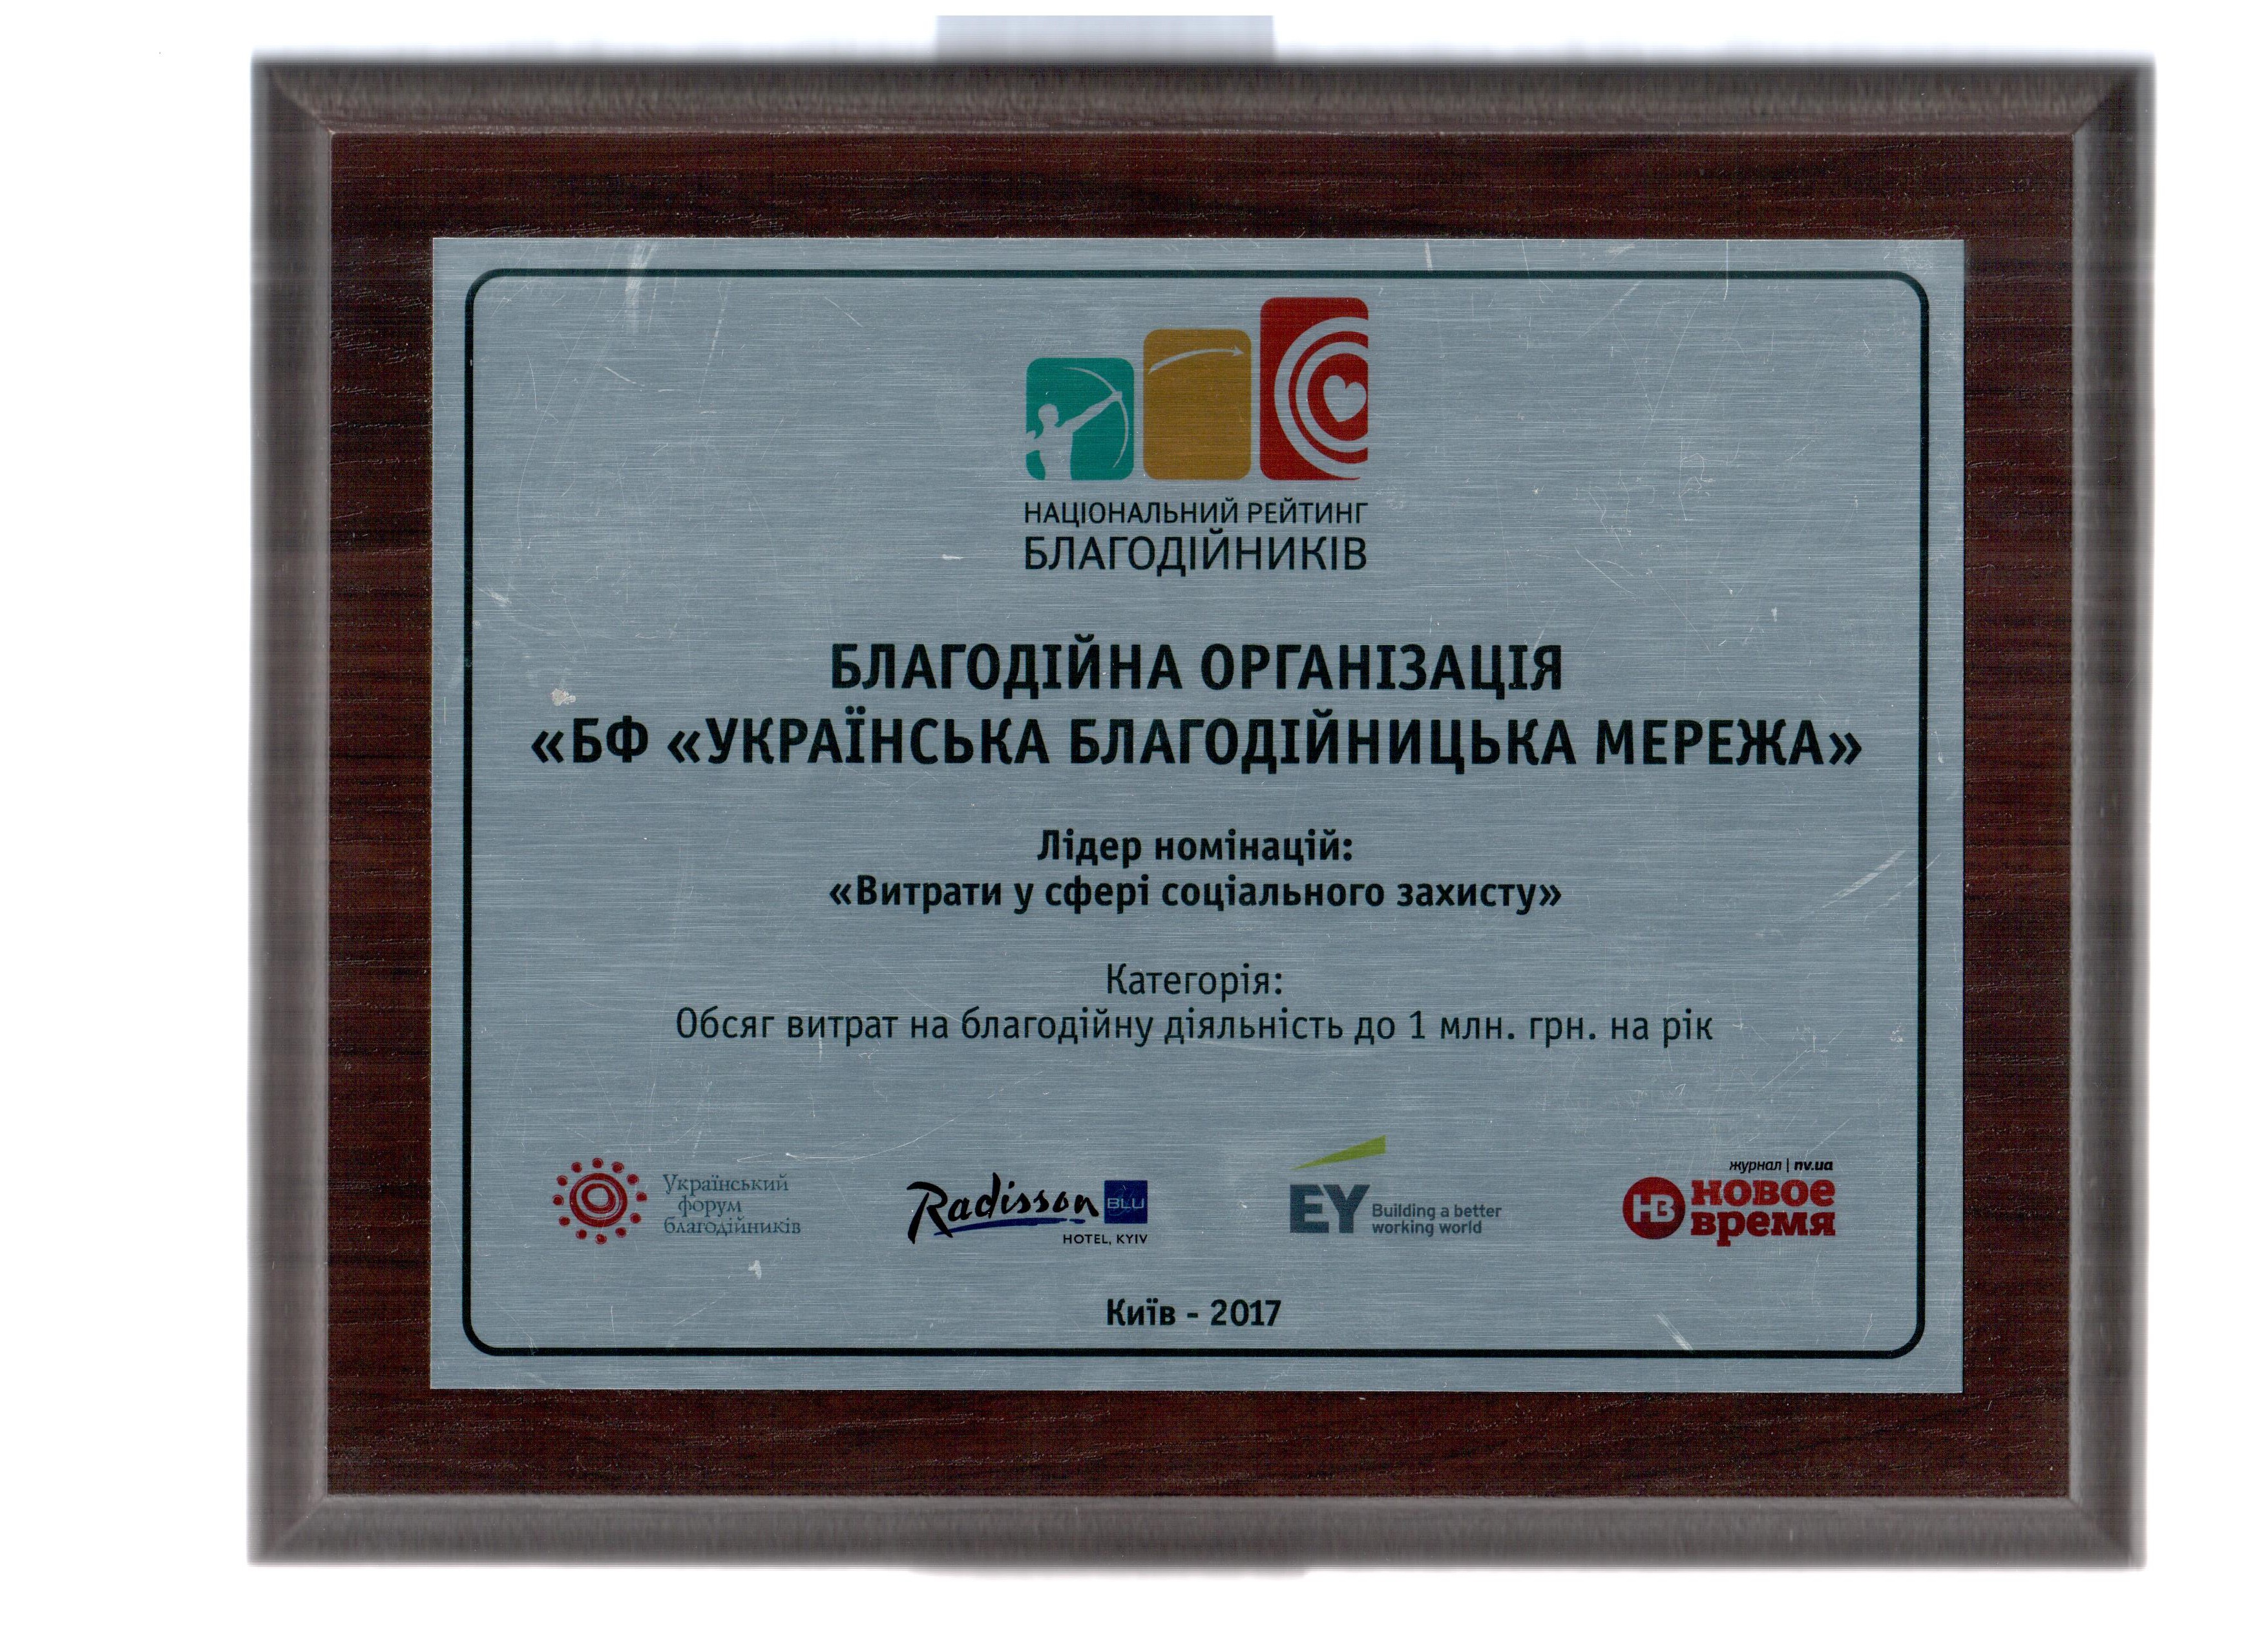 НАЦІОНАЛЬНИЙ РЕЙТИНГ
БЛАГОДІЙНИКІВ
БЛАГОДІЙНА ОРГАНІЗАЦІЯ
«БФ «УКРАЇНСЬКА БЛАГОДІЙНИЦЬКА МЕРЕЖА»
Лідер номінацій:
«Витрати у сфері соціального захисту»
Категорія:
Обсяг витрат на благодійну діяльність до 1 млн. грн. на рік
Український
форум
благодійників
Radisson BLU
HOTEL, KYIV
EY Building a better
working world
журнал | nv.ua
НВ НОВОЕ
ВРЕМЯ
Київ - 2017